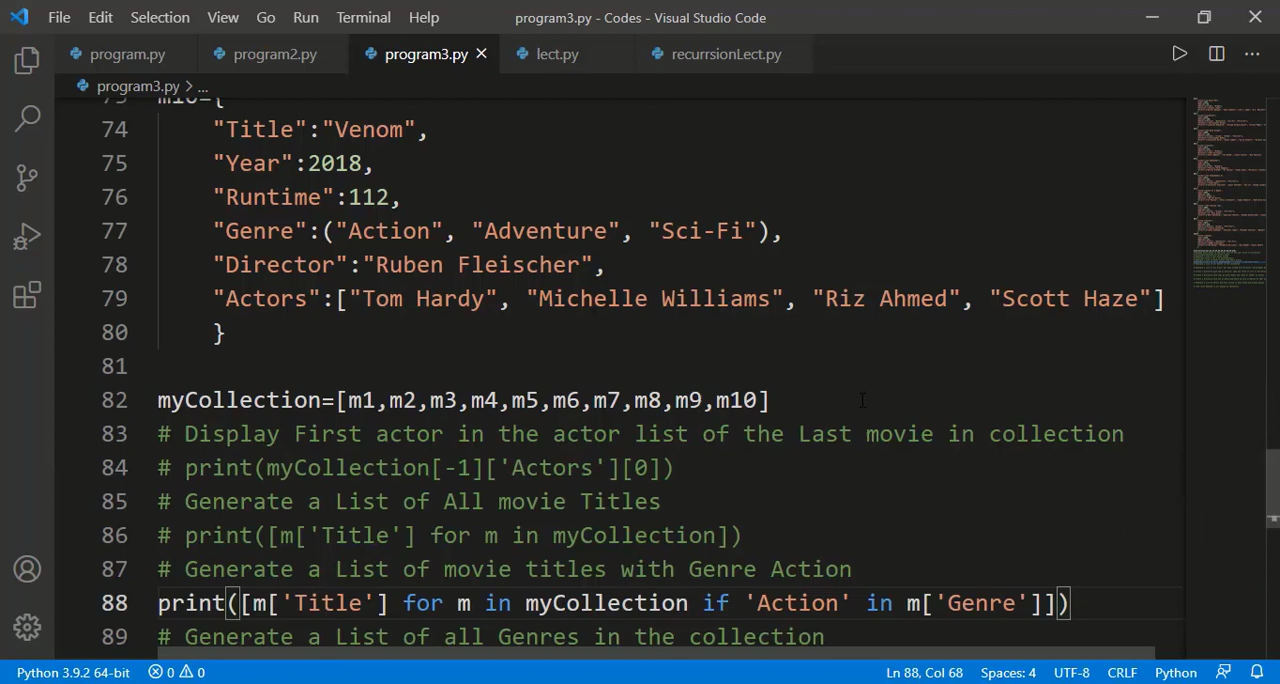 File Edit Selection View Go Run Terminal Help program3.py - Codes - Visual Studio Code
program.py program2.py program3.py lect.py recurrsionLect.py
program3.py > ...
74 "Title":"Venom",
75 "Year":2018,
76 "Runtime":112,
77 "Genre":("Action", "Adventure", "Sci-Fi"),
78 "Director":"Ruben Fleischer",
79 "Actors":["Tom Hardy", "Michelle Williams", "Riz Ahmed", "Scott Haze"]
80 }
81
82 myCollection=[m1,m2,m3,m4,m5,m6,m7,m8,m9,m10]
83 # Display First actor in the actor list of the Last movie in collection
84 # print(myCollection[-1]['Actors'][0])
85 # Generate a List of All movie Titles
86 # print([m['Title'] for m in myCollection])
87 # Generate a List of movie titles with Genre Action
88 print([m['Title'] for m in myCollection if 'Action' in m['Genre']])
89 # Generate a List of all Genres in the collection
Python 3.9.2 64-bit 0 0 Ln 88, Col 68 Spaces: 4 UTF-8 CRLF Python